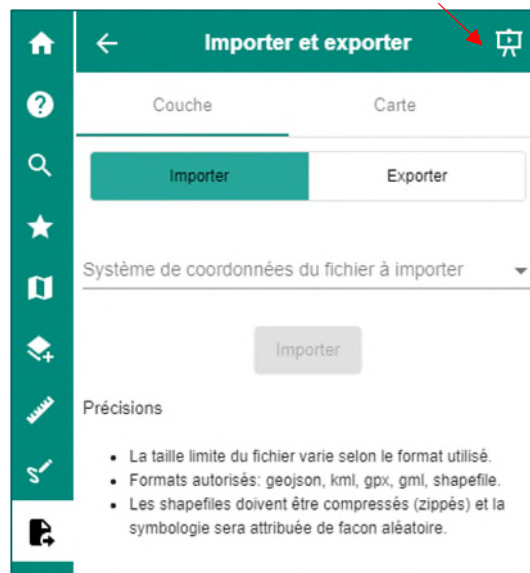 Importer et exporter
Couche
Carte
Importer
Exporter
Système de coordonnées du fichier à importer
Importer
Précisions
• La taille limite du fichier varie selon le format utilisé.
• Formats autorisés: geojson, kml, gpx, gml, shapefile.
• Les shapefiles doivent être compressés (zippés) et la
symbologie sera attribuée de facon aléatoire.